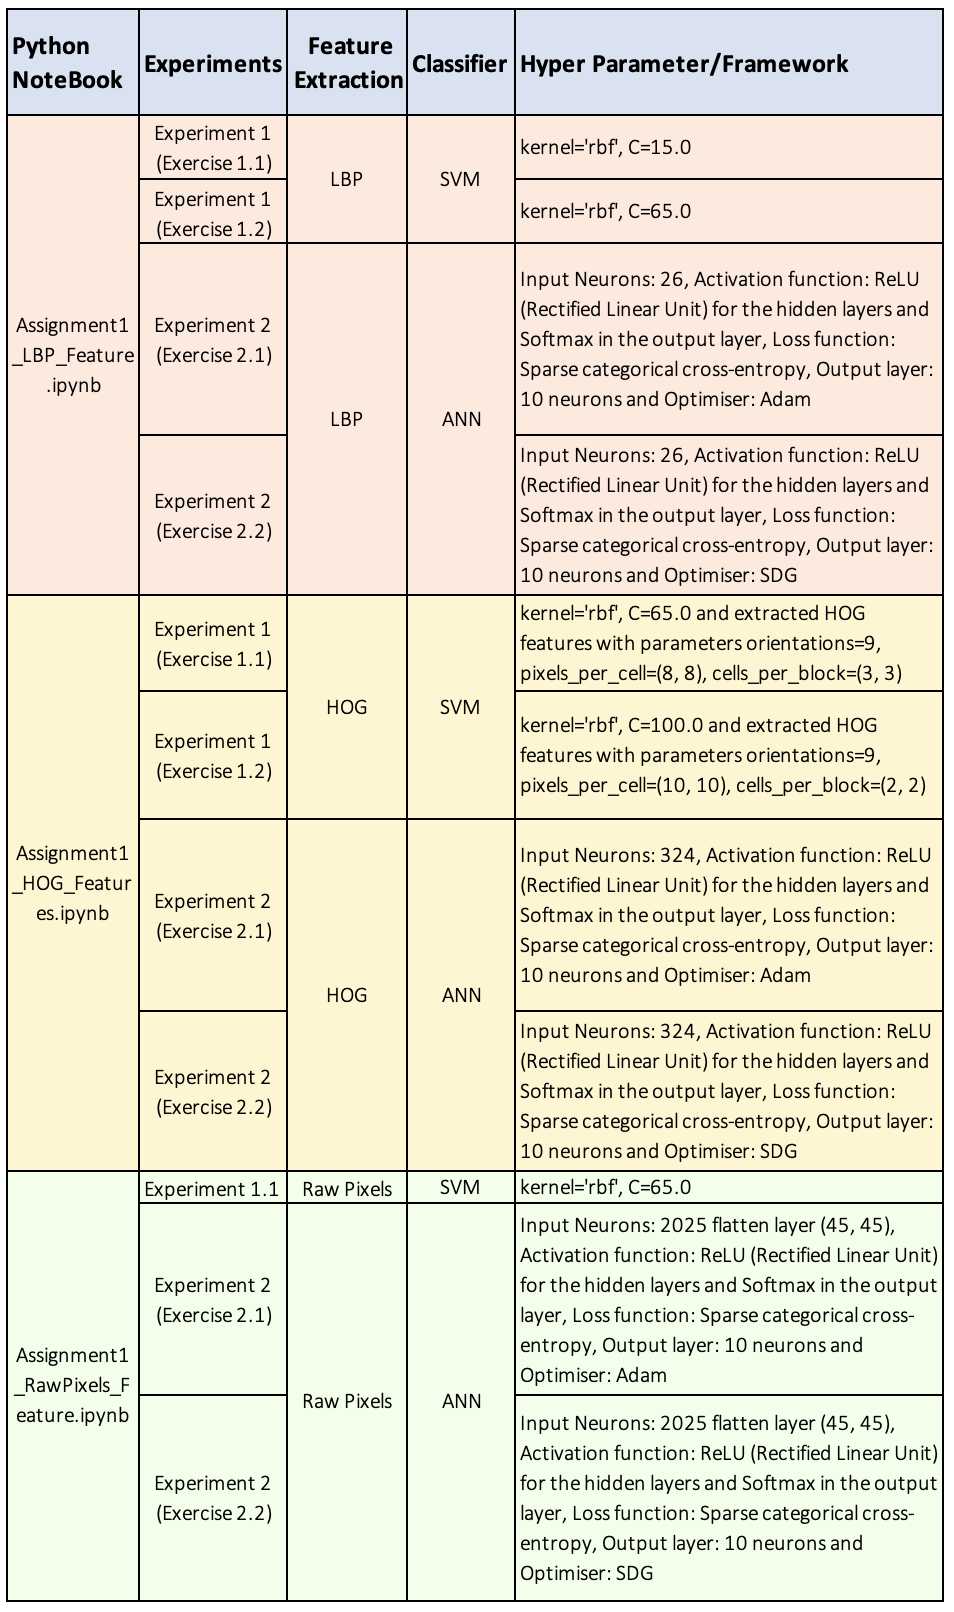 Python
NoteBook
Experiments
Feature
Extraction
Classifier
Hyper Parameter/Framework
Assignment1
_LBP_Feature
.ipynb
Experiment 1
(Exercise 1.1)
LBP
SVM
kernel='rbf', C=15.0
Experiment 1
(Exercise 1.2)
kernel='rbf', C=65.0
Experiment 2
(Exercise 2.1)
LBP
ANN
Input Neurons: 26, Activation function: ReLU
(Rectified Linear Unit) for the hidden layers and
Softmax in the output layer, Loss function:
Sparse categorical cross-entropy, Output layer:
10 neurons and Optimiser: Adam
Experiment 2
(Exercise 2.2)
Input Neurons: 26, Activation function: ReLU
(Rectified Linear Unit) for the hidden layers and
Softmax in the output layer, Loss function:
Sparse categorical cross-entropy, Output layer:
10 neurons and Optimiser: SDG
Assignment1
_HOG_Featur
es.ipynb
Experiment 1
(Exercise 1.1)
HOG
SVM
kernel='rbf', C=65.0 and extracted HOG
features with parameters orientations=9,
pixels_per_cell=(8, 8), cells_per_block=(3, 3)
Experiment 1
(Exercise 1.2)
kernel='rbf', C=100.0 and extracted HOG
features with parameters orientations=9,
pixels_per_cell=(10, 10), cells_per_block=(2, 2)
Experiment 2
(Exercise 2.1)
HOG
ANN
Input Neurons: 324, Activation function: ReLU
(Rectified Linear Unit) for the hidden layers and
Softmax in the output layer, Loss function:
Sparse categorical cross-entropy, Output layer:
10 neurons and Optimiser: Adam
Experiment 2
(Exercise 2.2)
Input Neurons: 324, Activation function: ReLU
(Rectified Linear Unit) for the hidden layers and
Softmax in the output layer, Loss function:
Sparse categorical cross-entropy, Output layer:
10 neurons and Optimiser: SDG
Assignment1
_RawPixels_F
eature.ipynb
Experiment 1.1
Raw Pixels
SVM
kernel='rbf', C=65.0
Experiment 2
(Exercise 2.1)
Raw Pixels
ANN
Input Neurons: 2025 flatten layer (45, 45),
Activation function: ReLU (Rectified Linear Unit)
for the hidden layers and Softmax in the output
layer, Loss function: Sparse categorical cross-
entropy, Output layer: 10 neurons and
Optimiser: Adam
Experiment 2
(Exercise 2.2)
Input Neurons: 2025 flatten layer (45, 45),
Activation function: ReLU (Rectified Linear Unit)
for the hidden layers and Softmax in the output
layer, Loss function: Sparse categorical cross-
entropy, Output layer: 10 neurons and
Optimiser: SDG